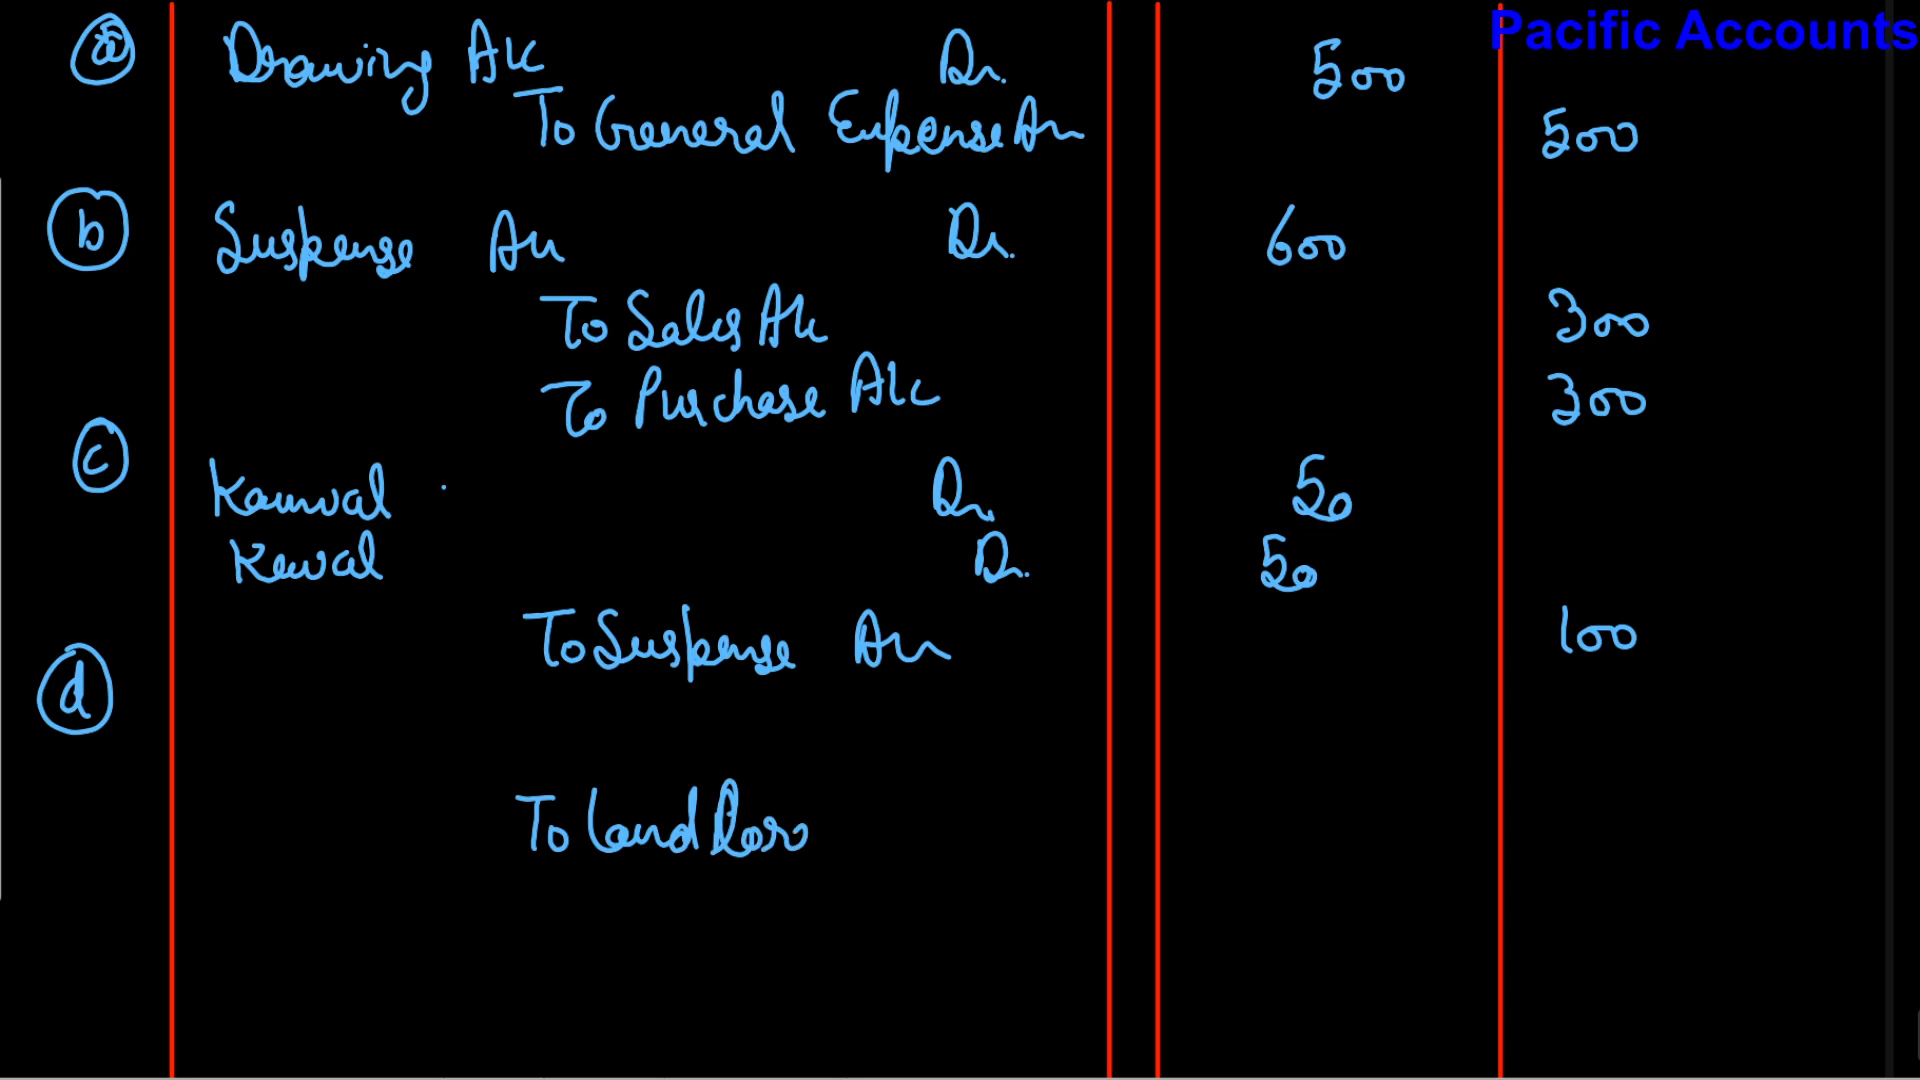 Pacific Accounts
(a) Drawing A/c Dr. 500
To General Expense A/c 500
(b) Suspense A/c Dr. 600
To Sales A/c 300
To Purchase A/c 300
(c)
Kanwal Dr. 50
Kewal Dr. 50
To Suspense A/c 100
(d)
To Land